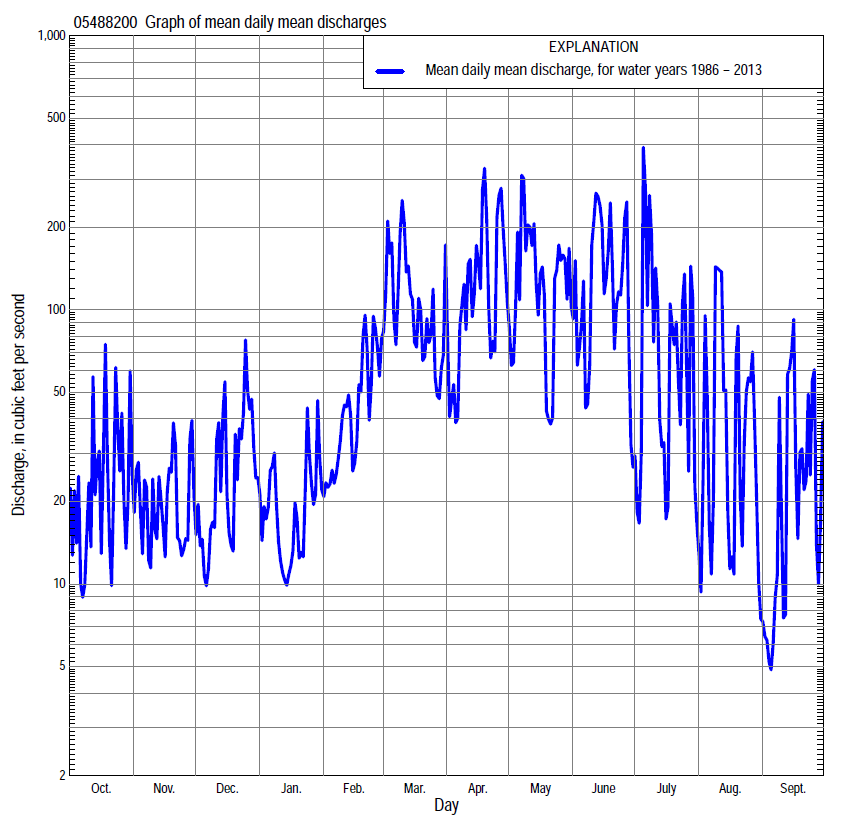 05488200 Graph of mean daily mean discharges
EXPLANATION
Mean daily mean discharge, for water years 1986 – 2013
Discharge, in cubic feet per second
1,000
500
200
100
50
20
10
5
2
Oct. Nov. Dec. Jan. Feb. Mar. Apr. May June July Aug. Sept.
Day